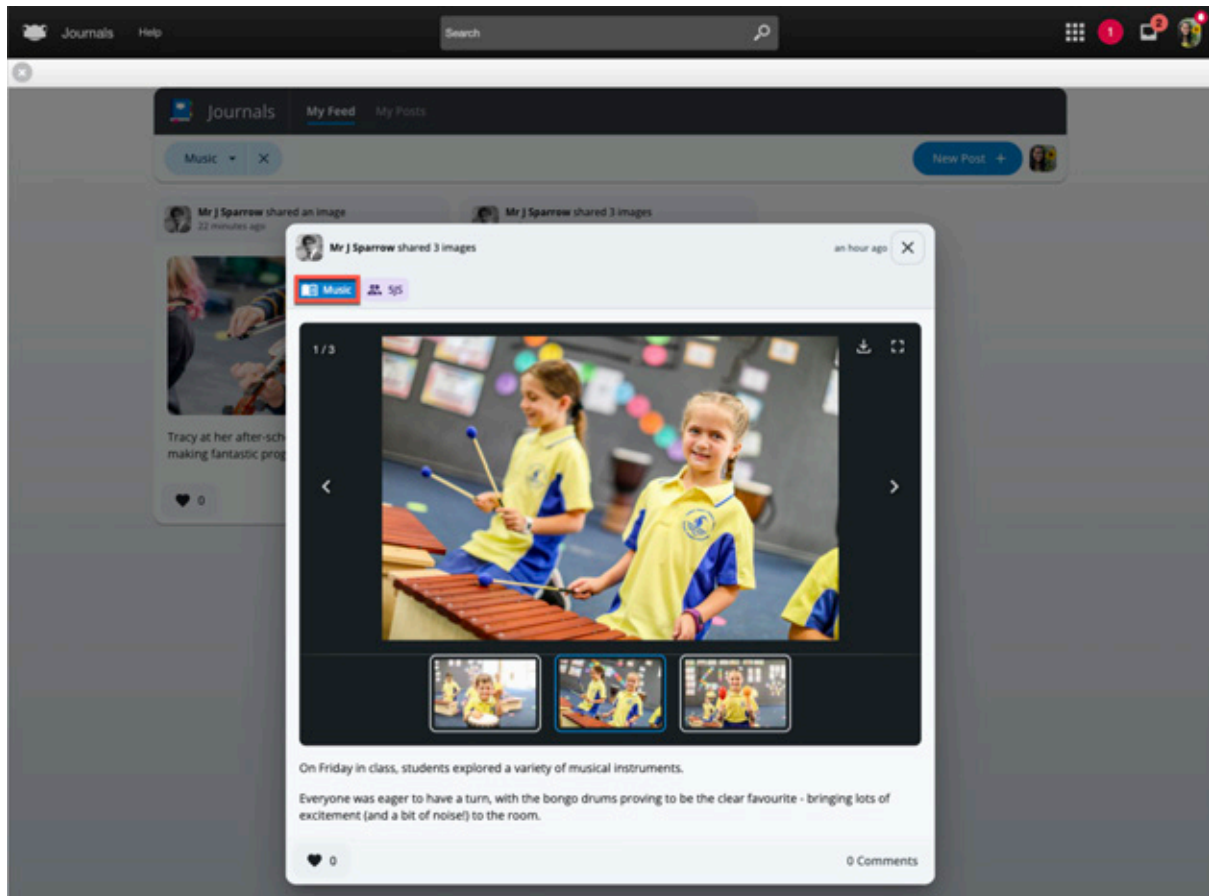 Journals Help Search 1 2
Journals My Feed My Posts
Music New Post +
Mr J Sparrow shared an image
22 minutes ago
Mr J Sparrow shared 3 images
Tracy at her after-sch
making fantastic prog
0
Mr J Sparrow shared 3 images an hour ago
Music 5JS
1 / 3
On Friday in class, students explored a variety of musical instruments.
Everyone was eager to have a turn, with the bongo drums proving to be the clear favourite - bringing lots of
excitement (and a bit of noise!) to the room.
0 0 Comments